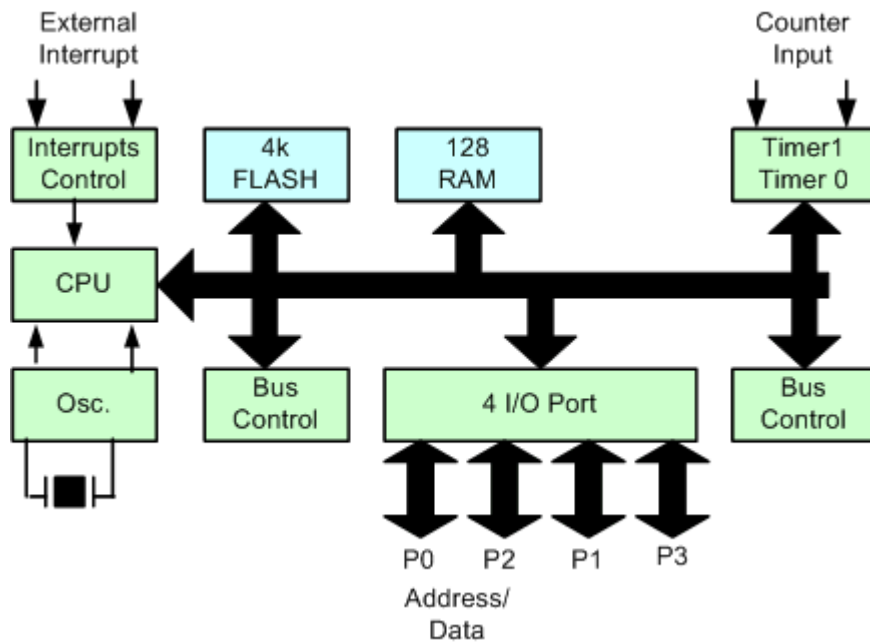 External
Interrupt
Counter
Input
Interrupts
Control
4k
FLASH
128
RAM
Timer1
Timer 0
CPU
Osc.
Bus
Control
4 I/O Port
Bus
Control
P0
P2
P1
P3
Address/
Data